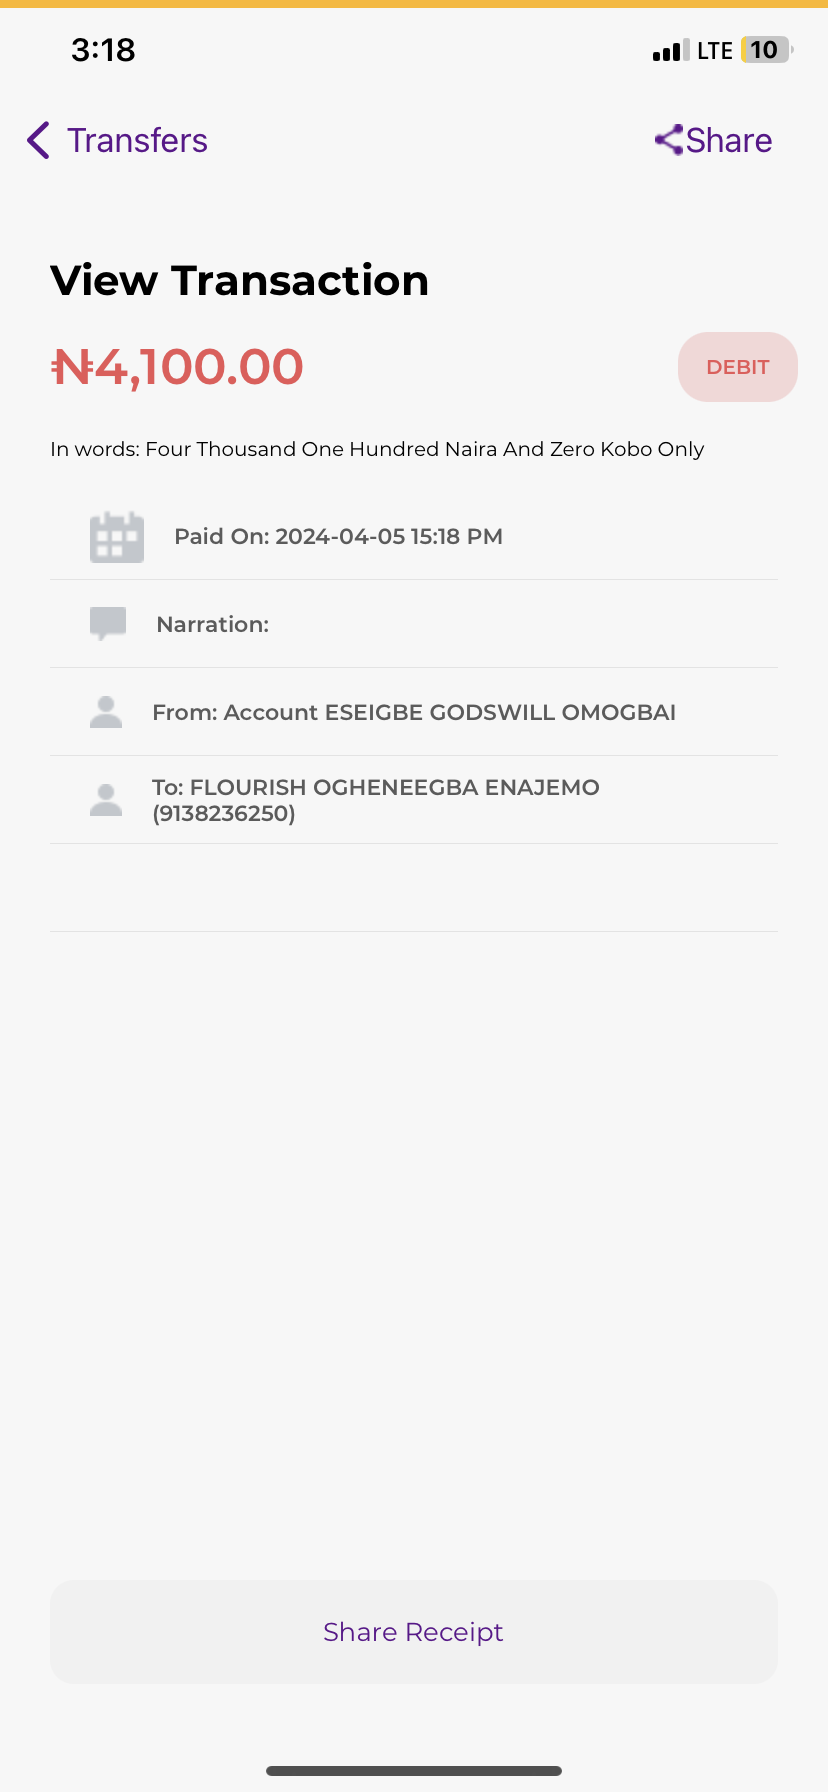 3:18
LTE 10
Transfers
Share
View Transaction
₦4,100.00
DEBIT
In words: Four Thousand One Hundred Naira And Zero Kobo Only
Paid On: 2024-04-05 15:18 PM
Narration:
From: Account ESEIGBE GODSWILL OMOGBAI
To: FLOURISH OGHENEEGBA ENAJEMO
(9138236250)
Share Receipt